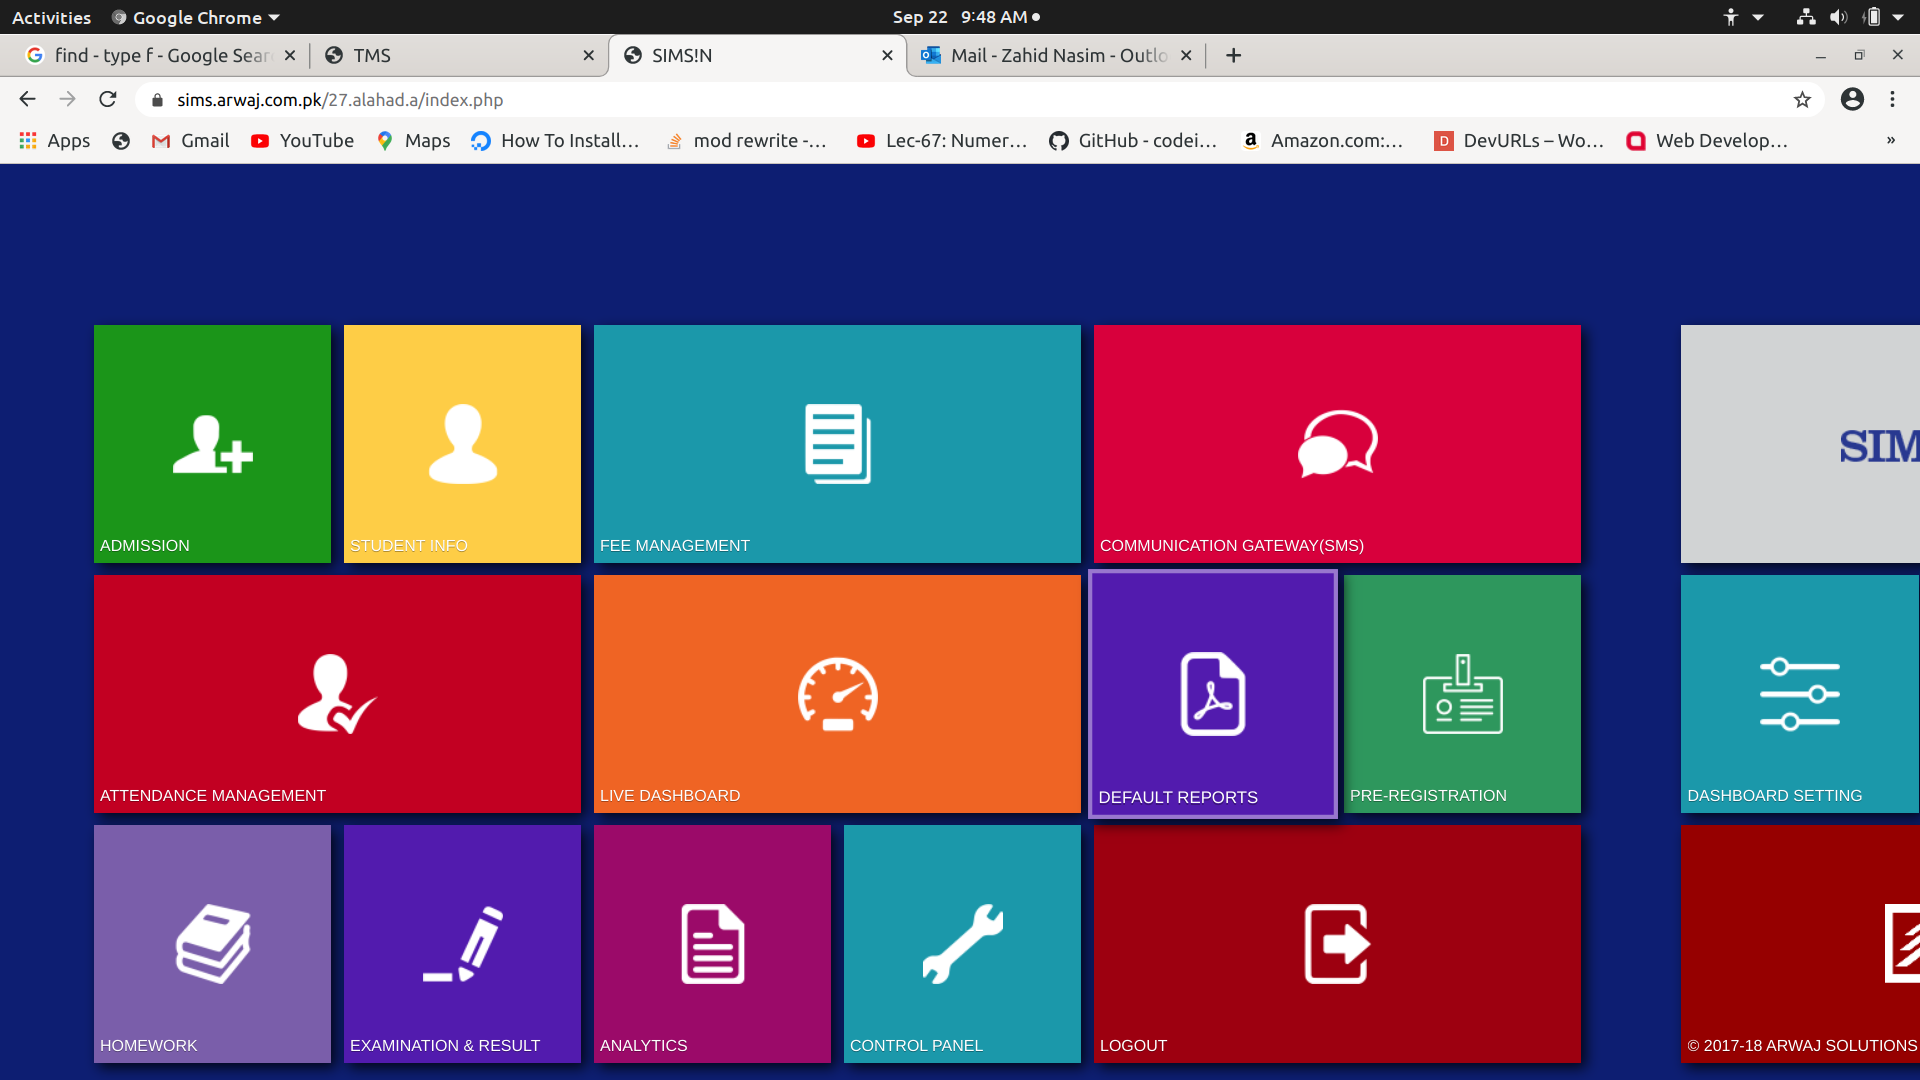 Activities Google Chrome Sep 22 9:48 AM
find - type f - Google Sear TMS SIMS!N Mail - Zahid Nasim - Outlo
sims.arwaj.com.pk/27.alahad.a/index.php
Apps Gmail YouTube Maps How To Install… mod rewrite -… Lec-67: Numer… GitHub - codei… Amazon.com:… DevURLs – Wo… Web Develop… »
SIM
ADMISSION STUDENT INFO FEE MANAGEMENT COMMUNICATION GATEWAY(SMS)
ATTENDANCE MANAGEMENT LIVE DASHBOARD DEFAULT REPORTS PRE-REGISTRATION DASHBOARD SETTING
HOMEWORK EXAMINATION & RESULT ANALYTICS CONTROL PANEL LOGOUT © 2017-18 ARWAJ SOLUTIONS